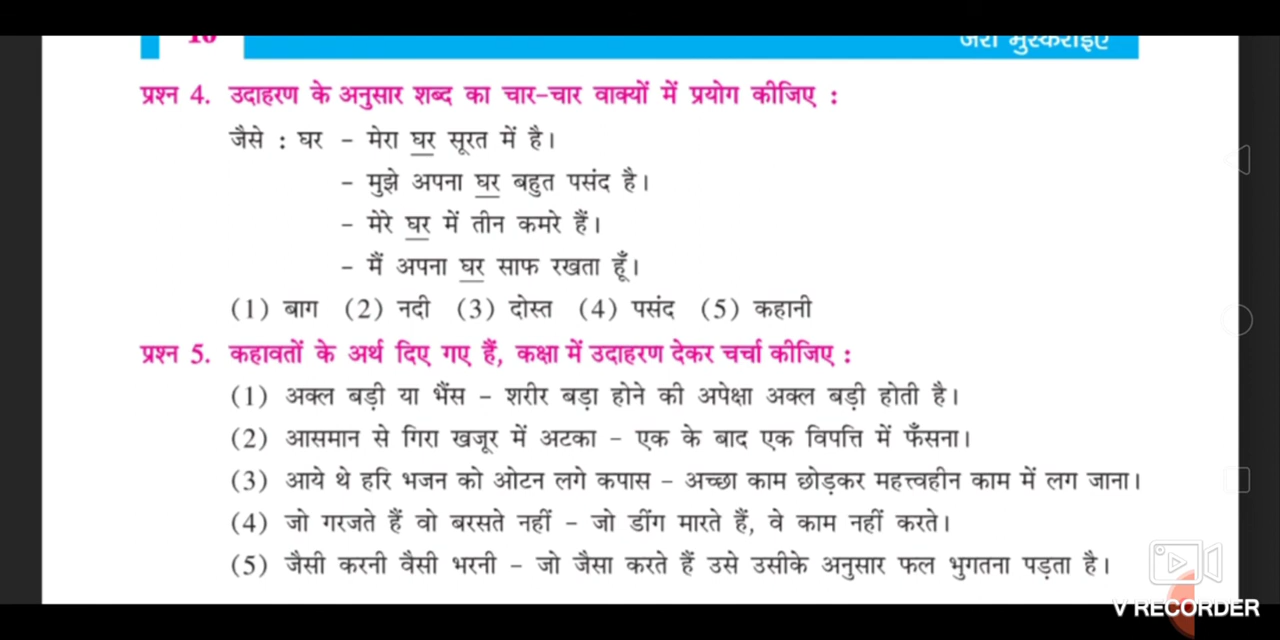 10 जरा मुस्कराइए
प्रश्न 4. उदाहरण के अनुसार शब्द का चार-चार वाक्यों में प्रयोग कीजिए :
जैसे : घर – मेरा घर सूरत में है।
– मुझे अपना घर बहुत पसंद है।
– मेरे घर में तीन कमरे हैं।
– मैं अपना घर साफ रखता हूँ।
(1) बाग (2) नदी (3) दोस्त (4) पसंद (5) कहानी
प्रश्न 5. कहावतों के अर्थ दिए गए हैं, कक्षा में उदाहरण देकर चर्चा कीजिए :
(1) अक्ल बड़ी या भैंस – शरीर बड़ा होने की अपेक्षा अक्ल बड़ी होती है।
(2) आसमान से गिरा खजूर में अटका – एक के बाद एक विपत्ति में फँसना।
(3) आये थे हरि भजन को ओटन लगे कपास – अच्छा काम छोड़कर महत्त्वहीन काम में लग जाना।
(4) जो गरजते हैं वो बरसते नहीं – जो डींग मारते हैं, वे काम नहीं करते।
(5) जैसी करनी वैसी भरनी – जो जैसा करते हैं उसे उसीके अनुसार फल भुगतना पड़ता है।
V RECORDER